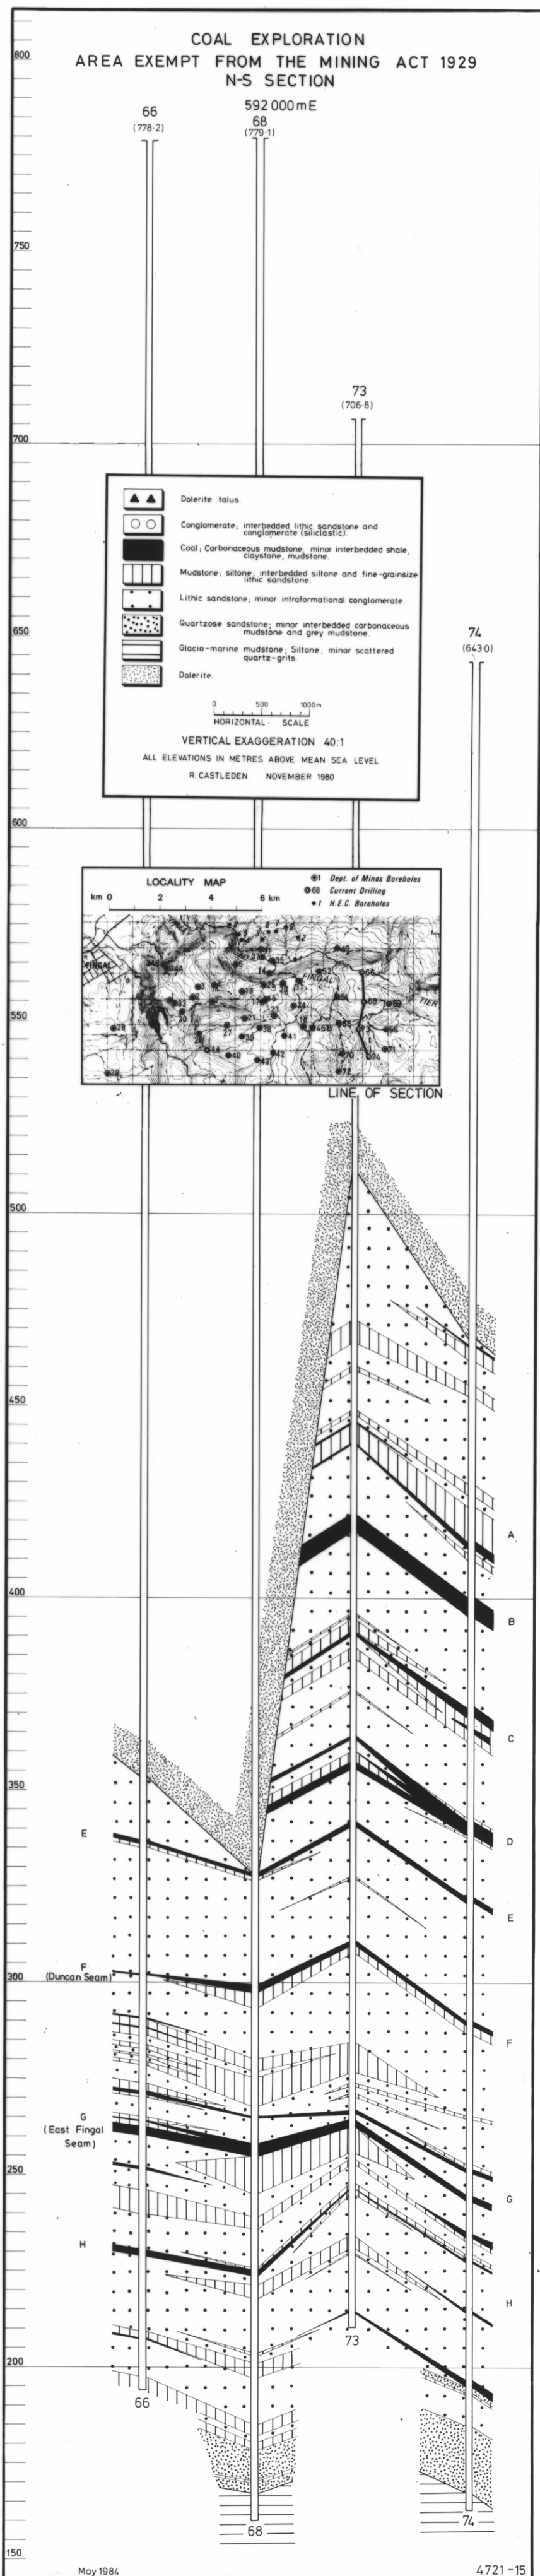 COAL EXPLORATION
AREA EXEMPT FROM THE MINING ACT 1929
N-S SECTION
592 000 mE
66
(778·2)
68
(779·1)
73
(706·8)
74
(643·0)
800
750
700
650
600
550
500
450
400
350
300
250
200
150
Dolerite talus.
Conglomerate; interbedded lithic sandstone and
conglomerate (siliclastic).
Coal; Carbonaceous mudstone; minor interbedded shale,
claystone, mudstone.
Mudstone; siltone; interbedded siltone and fine-grainsize
lithic sandstone.
Lithic sandstone; minor intraformational conglomerate.
Quartzose sandstone; minor interbedded carbonaceous
mudstone and grey mudstone.
Glacio-marine mudstone; Siltone; minor scattered
quartz-grits.
Dolerite.
0 500 1000m
HORIZONTAL SCALE
VERTICAL EXAGGERATION 40:1
ALL ELEVATIONS IN METRES ABOVE MEAN SEA LEVEL
R. CASTLEDEN NOVEMBER 1980
LOCALITY MAP
km 0 2 4 6 km
1 Dept. of Mines Boreholes
68 Current Drilling
1 H.E.C. Boreholes
FINGAL
FINGAL
TIER
LINE OF SECTION
A
B
C
D
E
E
F
(Duncan Seam)
F
G
(East Fingal
Seam)
G
H
H
73
66
68
74
May 1984
4721-15